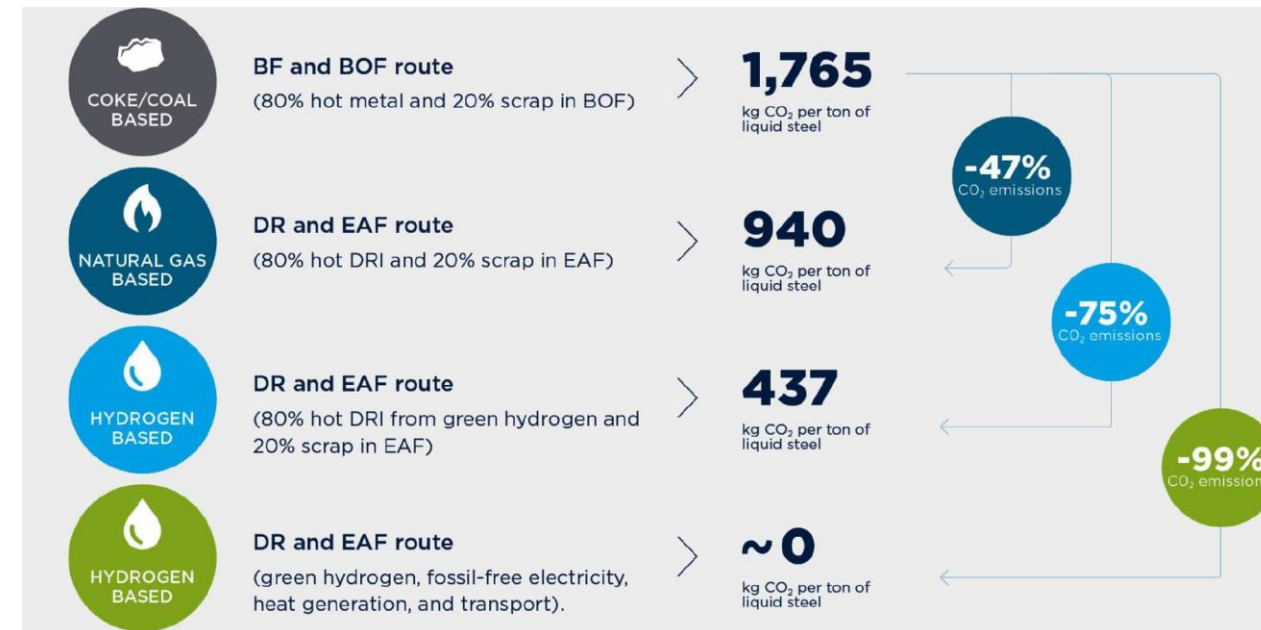 COKE/COAL
BASED
BF and BOF route
(80% hot metal and 20% scrap in BOF)
1,765
kg CO₂ per ton of
liquid steel
-47%
CO₂ emissions
NATURAL GAS
BASED
DR and EAF route
(80% hot DRI and 20% scrap in EAF)
940
kg CO₂ per ton of
liquid steel
-75%
CO₂ emissions
HYDROGEN
BASED
DR and EAF route
(80% hot DRI from green hydrogen and
20% scrap in EAF)
437
kg CO₂ per ton of
liquid steel
-99%
CO₂ emission
HYDROGEN
BASED
DR and EAF route
(green hydrogen, fossil-free electricity,
heat generation, and transport).
~0
kg CO₂ per ton of
liquid steel